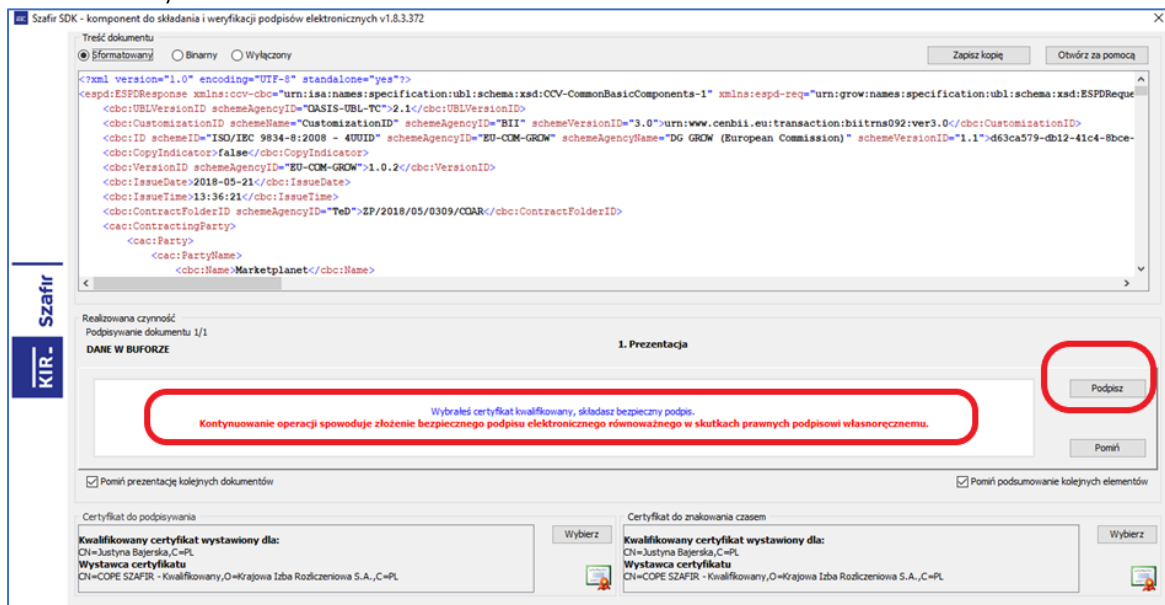 Szafir SDK - komponent do składania i weryfikacji podpisów elektronicznych v1.8.3.372
Treść dokumentu
Sformatowany Binarny Wyłączony Zapisz kopię Otwórz za pomocą
<?xml version="1.0" encoding="UTF-8" standalone="yes"?>
<espd:ESPDResponse xmlns:ccv-cbc="urn:isa:names:specification:ubl:schema:xsd:CCV-CommonBasicComponents-1" xmlns:espd-req="urn:grow:names:specification:ubl:schema:xsd:ESPDReque
<cbc:UBLVersionID schemeAgencyID="OASIS-UBL-TC">2.1</cbc:UBLVersionID>
<cbc:CustomizationID schemeName="CustomizationID" schemeAgencyID="BII" schemeVersionID="3.0">urn:www.cenbii.eu:transaction:biitrns092:ver3.0</cbc:CustomizationID>
<cbc:ID schemeID="ISO/IEC 9834-8:2008 - 4UUID" schemeAgencyID="EU-COM-GROW" schemeAgencyName="DG GROW (European Commission)" schemeVersionID="1.1">d63ca579-db12-41c4-8bce-
<cbc:CopyIndicator>false</cbc:CopyIndicator>
<cbc:VersionID schemeAgencyID="EU-COM-GROW">1.0.2</cbc:VersionID>
<cbc:IssueDate>2018-05-21</cbc:IssueDate>
<cbc:IssueTime>13:36:21</cbc:IssueTime>
<cbc:ContractFolderID schemeAgencyID="TeD">ZP/2018/05/0309/COAR</cbc:ContractFolderID>
<cac:ContractingParty>
<cac:Party>
<cac:PartyName>
<cbc:Name>Marketplanet</cbc:Name>
KIR. Szafir
Realizowana czynność
Podpisywanie dokumentu 1/1
DANE W BUFORZE
1. Prezentacja
Podpisz
Wybrałeś certyfikat kwalifikowany, składasz bezpieczny podpis.
Kontynuowanie operacji spowoduje złożenie bezpiecznego podpisu elektronicznego równoważnego w skutkach prawnych podpisowi własnoręcznemu.
Pomiń
Pomiń prezentację kolejnych dokumentów Pomiń podsumowanie kolejnych elementów
Certyfikat do podpisywania
Wybierz
Kwalifikowany certyfikat wystawiony dla:
CN=Justyna Bajerska,C=PL
Wystawca certyfikatu
CN=COPE SZAFIR - Kwalifikowany,O=Krajowa Izba Rozliczeniowa S.A.,C=PL
Certyfikat do znakowania czasem
Wybierz
Kwalifikowany certyfikat wystawiony dla:
CN=Justyna Bajerska,C=PL
Wystawca certyfikatu
CN=COPE SZAFIR - Kwalifikowany,O=Krajowa Izba Rozliczeniowa S.A.,C=PL